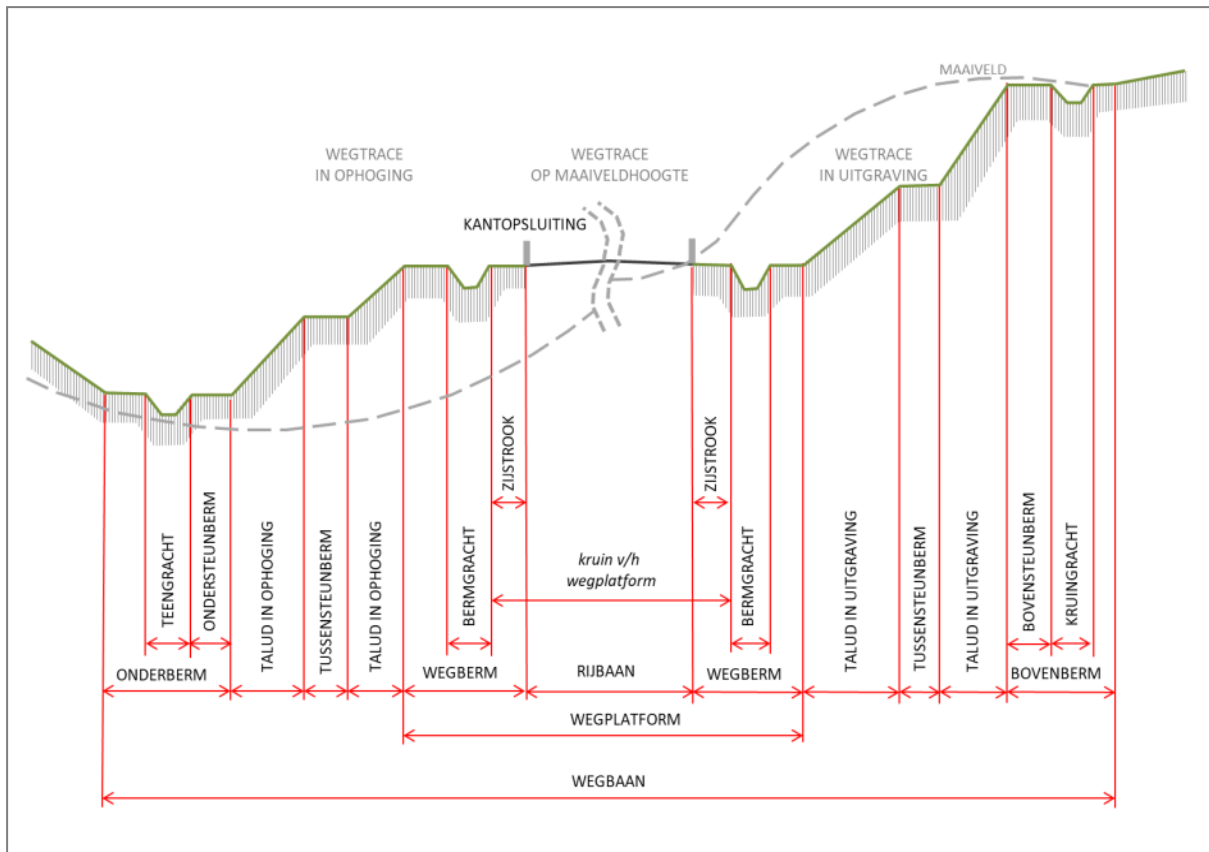 MAAIVELD
WEGTRACE
IN OPHOGING
WEGTRACE
OP MAAIVELDHOOGTE
WEGTRACE
IN UITGRAVING
KANTOPSLUITING
ZIJSTROOK
ZIJSTROOK
TEENGRACHT
ONDERSTEUNBERM
TALUD IN OPHOGING
TUSSENSTEUNBERM
TALUD IN OPHOGING
BERMGRACHT
kruin v/h
wegplatform
BERMGRACHT
TALUD IN UITGRAVING
TUSSENSTEUNBERM
TALUD IN UITGRAVING
BOVENSTEUNBERM
KRUINGRACHT
ONDERBERM
WEGBERM
RIJBAAN
WEGBERM
BOVENBERM
WEGPLATFORM
WEGBAAN